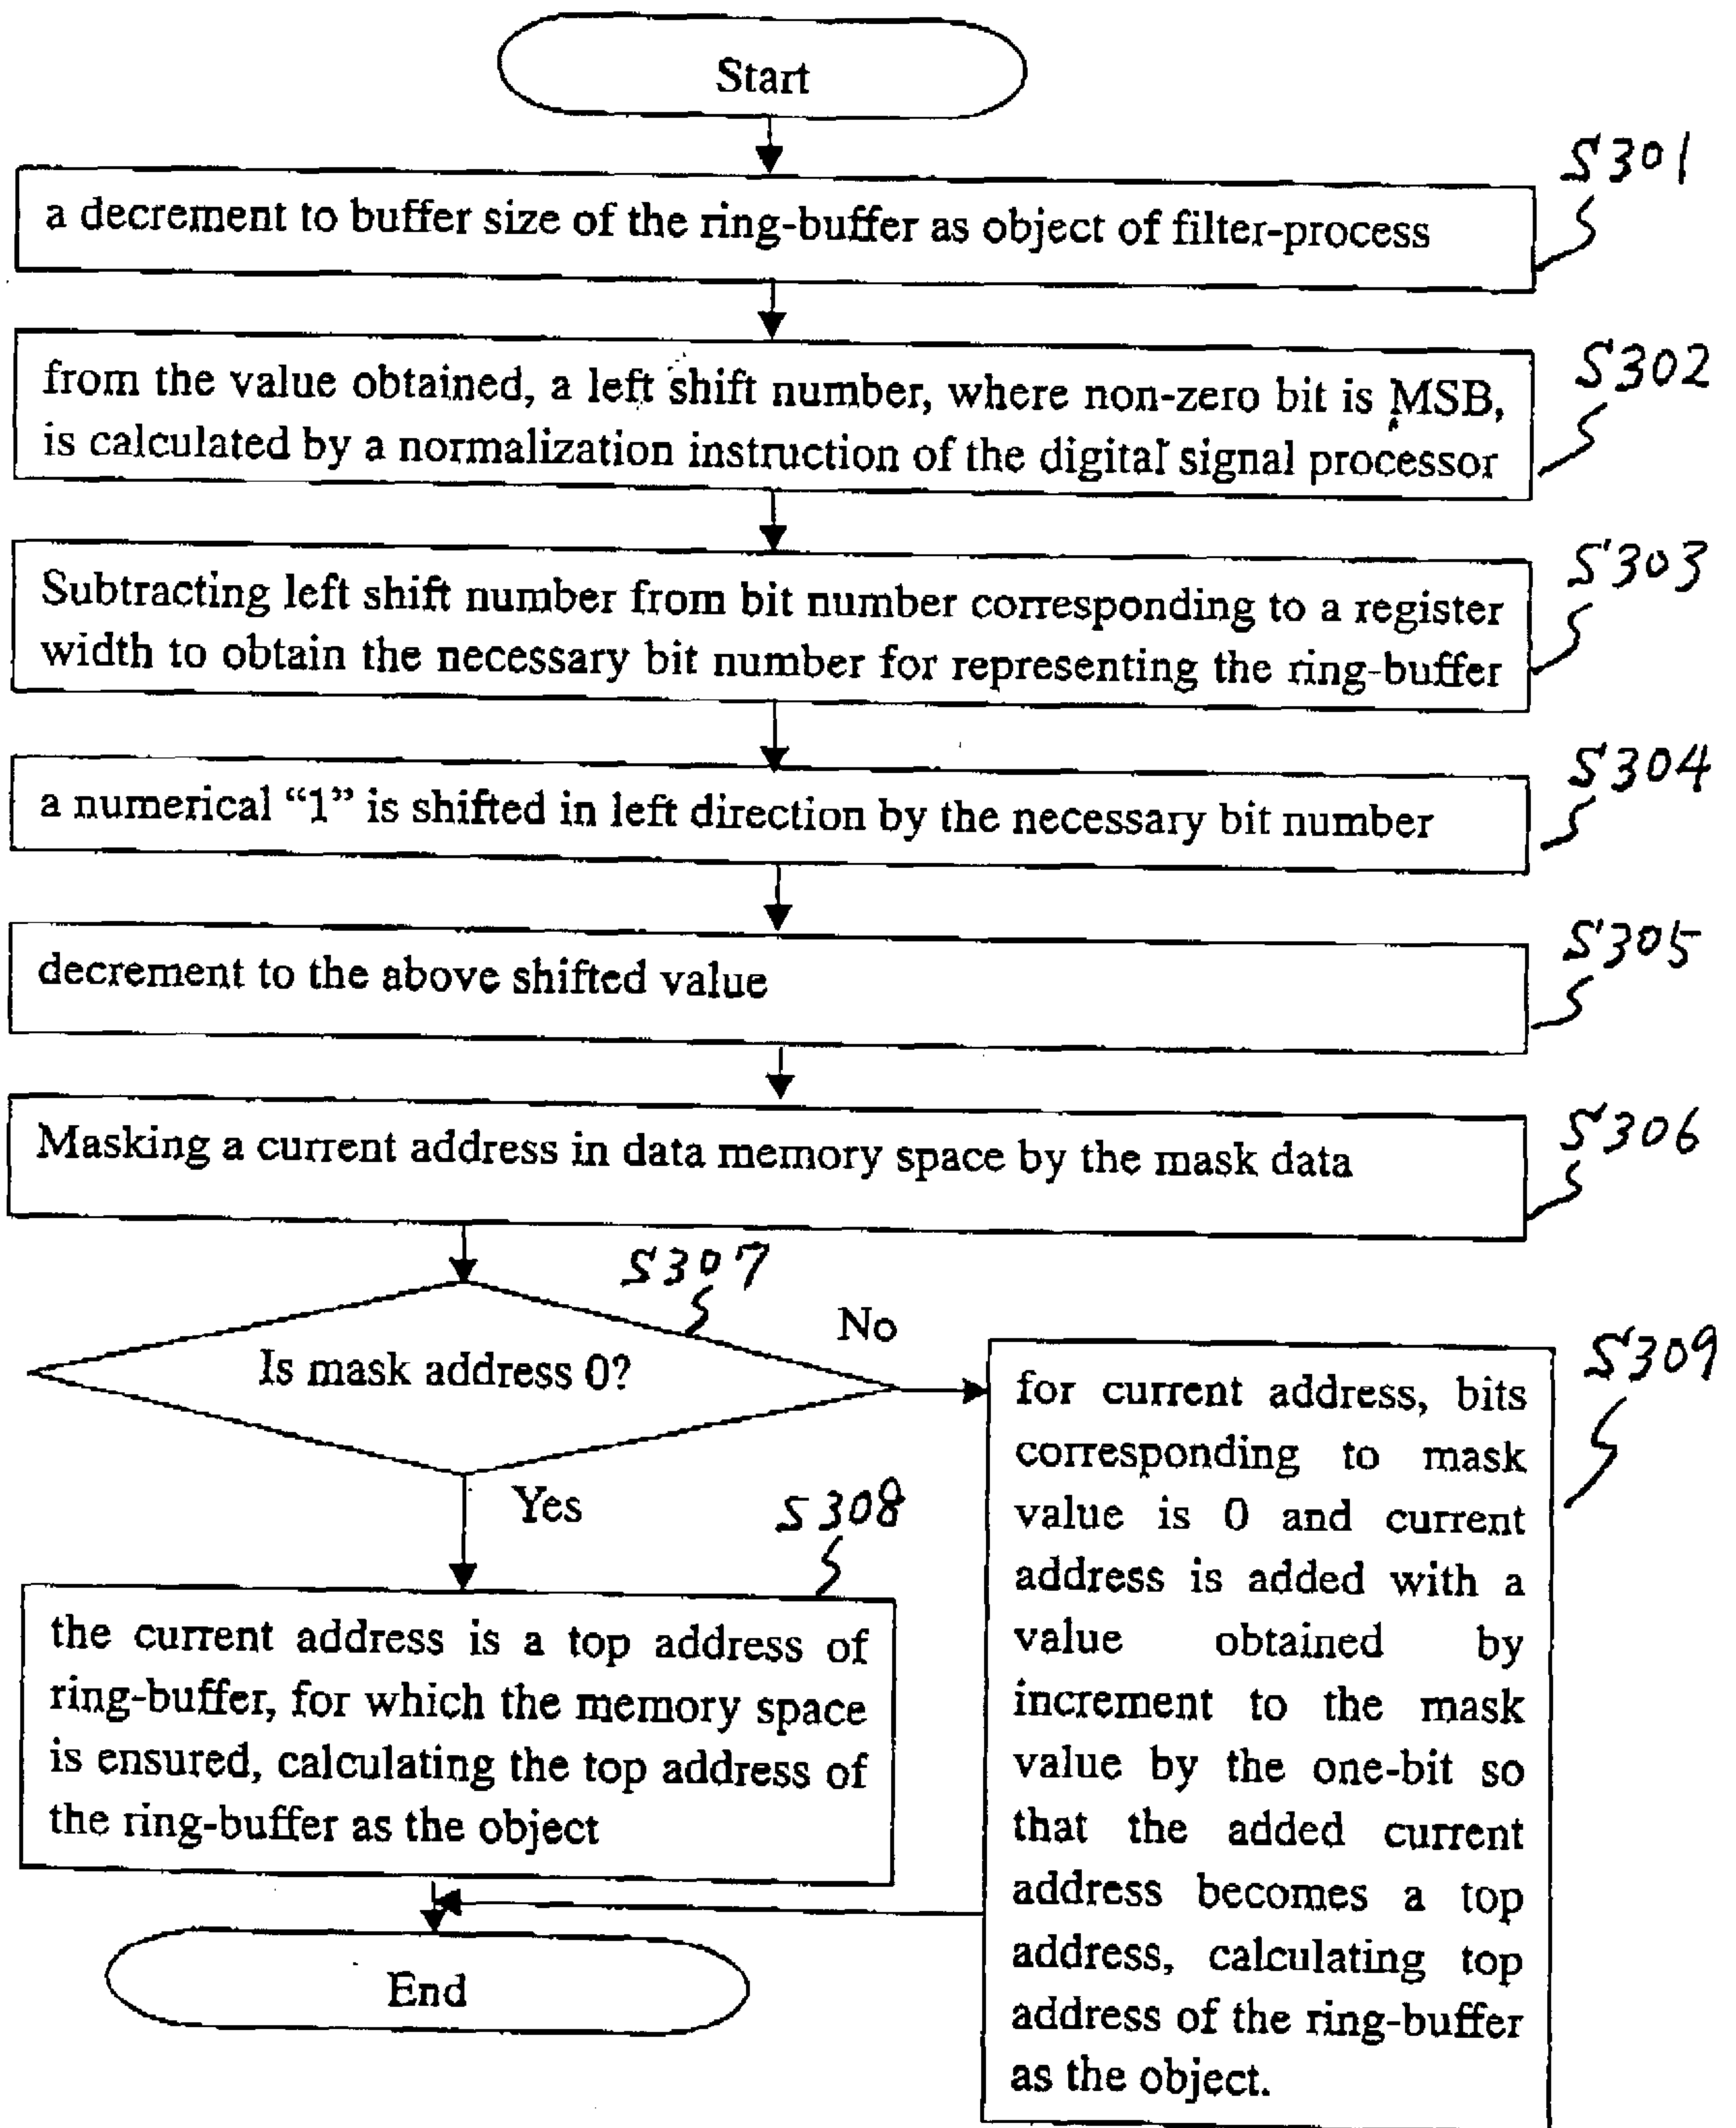 Start
S301
a decrement to buffer size of the ring-buffer as object of filter-process
S302
from the value obtained, a left shift number, where non-zero bit is MSB,
is calculated by a normalization instruction of the digital signal processor
S303
Subtracting left shift number from bit number corresponding to a register
width to obtain the necessary bit number for representing the ring-buffer
S304
a numerical “1” is shifted in left direction by the necessary bit number
S305
decrement to the above shifted value
S306
Masking a current address in data memory space by the mask data
S307
Is mask address 0?
No
Yes
S308
the current address is a top address of
ring-buffer, for which the memory space
is ensured, calculating the top address of
the ring-buffer as the object
S309
for current address, bits
corresponding to mask
value is 0 and current
address is added with a
value obtained by
increment to the mask
value by the one-bit so
that the added current
address becomes a top
address, calculating top
address of the ring-buffer
as the object.
End